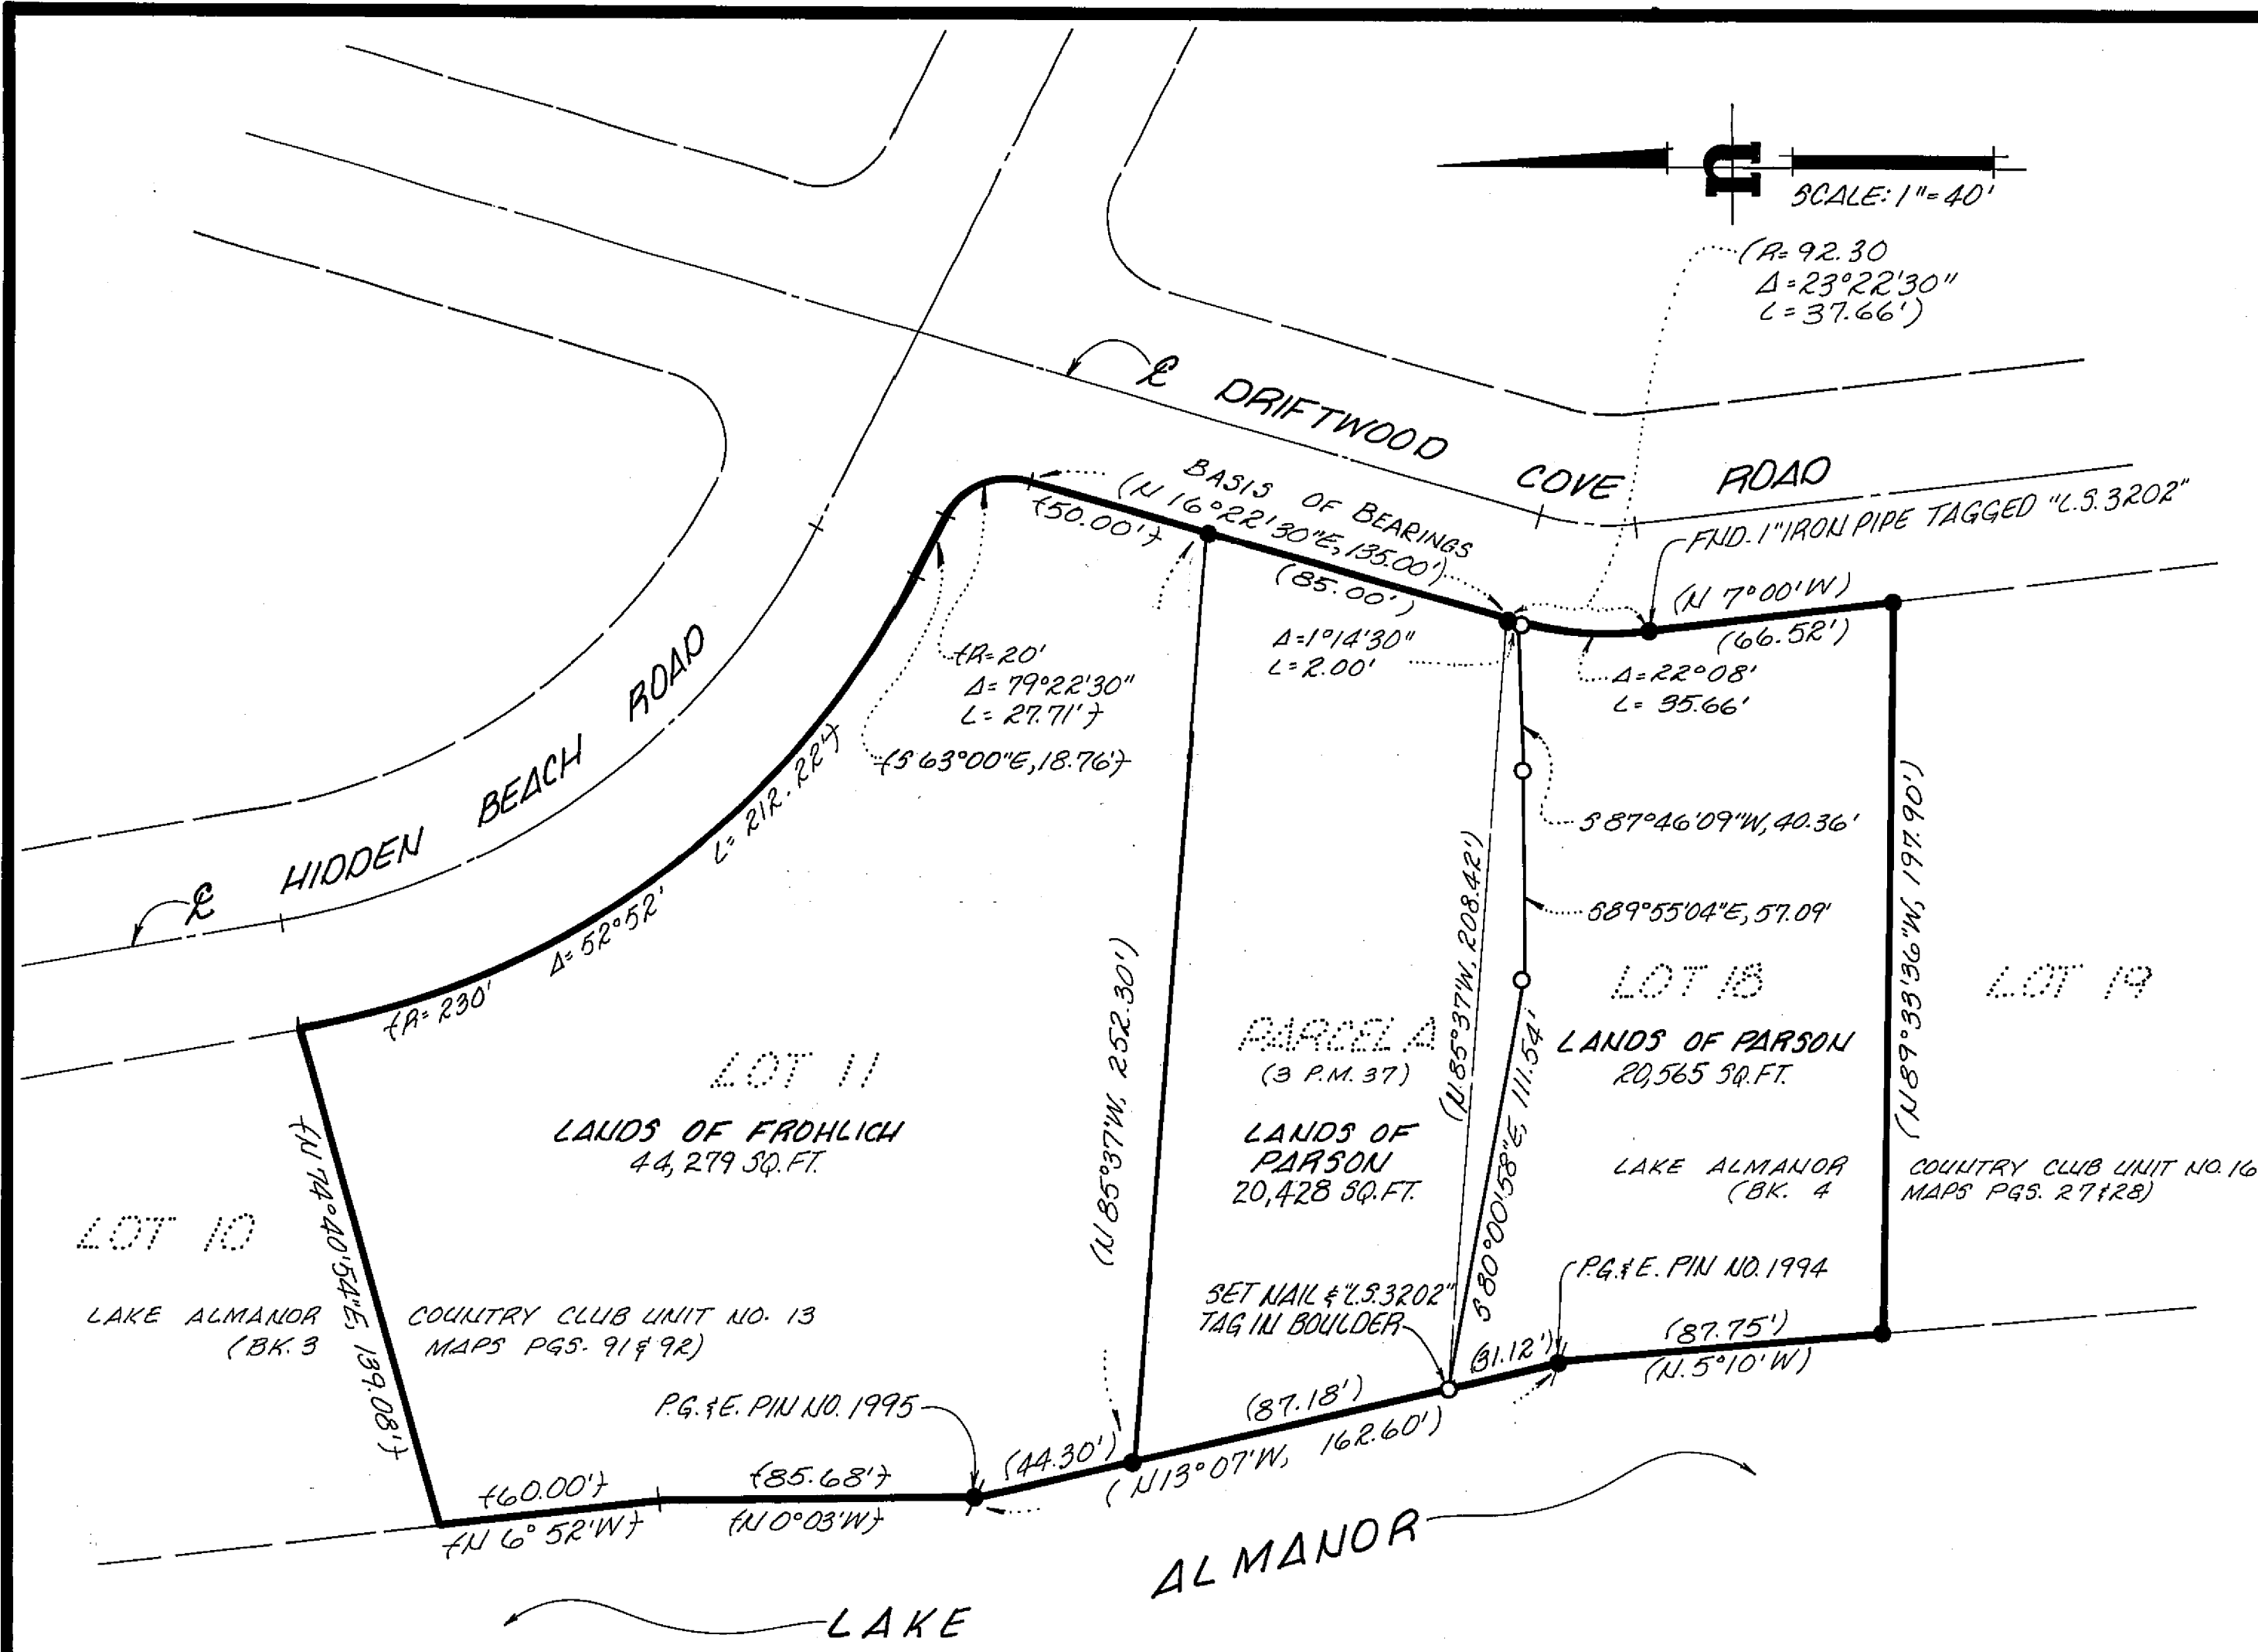 n
SCALE: 1"=40'
(R=92.30
Δ=23°22'30"
L=37.66')
℄ DRIFTWOOD COVE ROAD
BASIS OF BEARINGS
(N 16°22'30"E, 135.00')
{50.00'}
(85.00')
FND. 1" IRON PIPE TAGGED "L.S. 3202"
(N 7°00'W)
(66.52')
Δ=1°14'30"
L=2.00'
Δ=22°08'
L=35.66'
{R=20'
Δ=79°22'30"
L=27.71'}
{S 63°00"E, 18.76'}
℄ HIDDEN BEACH ROAD
{R=230'
Δ=52°52'
L=212.22'}
S 87°46'09"W, 40.36'
S89°55'04"E, 57.09'
(N 89°33'36"W, 197.90')
(N 85°37'W, 208.42')
(N 85°37'W, 252.30')
S 80°00'58"E, 111.54'
LOT 18
LOT 19
LANDS OF PARSON
20,565 SQ.FT.
PARCEL A
(3 P.M. 37)
LANDS OF
PARSON
20,428 SQ.FT.
LOT 11
LANDS OF FROHLICH
44,279 SQ.FT.
LAKE ALMANOR COUNTRY CLUB UNIT NO. 16
(BK. 4 MAPS PGS. 27 & 28)
LOT 10
{N 74°40'54"E, 139.08'}
LAKE ALMANOR COUNTRY CLUB UNIT NO. 13
(BK. 3 MAPS PGS. 91 & 92)
SET NAIL & "L.S. 3202"
TAG IN BOULDER
P.G.&E. PIN NO. 1994
P.G.&E. PIN NO. 1995
{60.00'}
{N 6°52'W}
{85.68'}
{N 0°03'W}
(44.30')
(87.18')
(31.12')
(N13°07'W, 162.60')
(87.75')
(N. 5°10'W)
LAKE ALMANOR